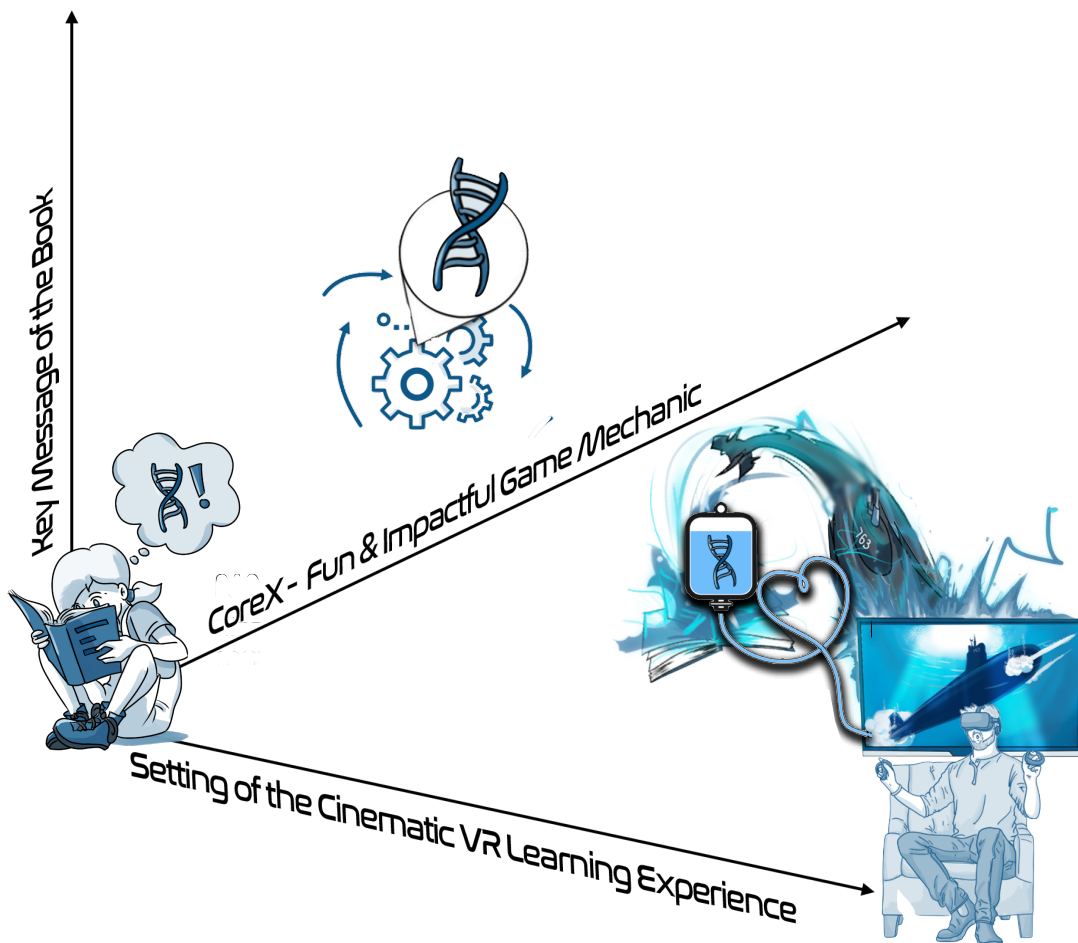 Key Message of the Book
!
CoreX - Fun & Impactful Game Mechanic
763
Setting of the Cinematic VR Learning Experience